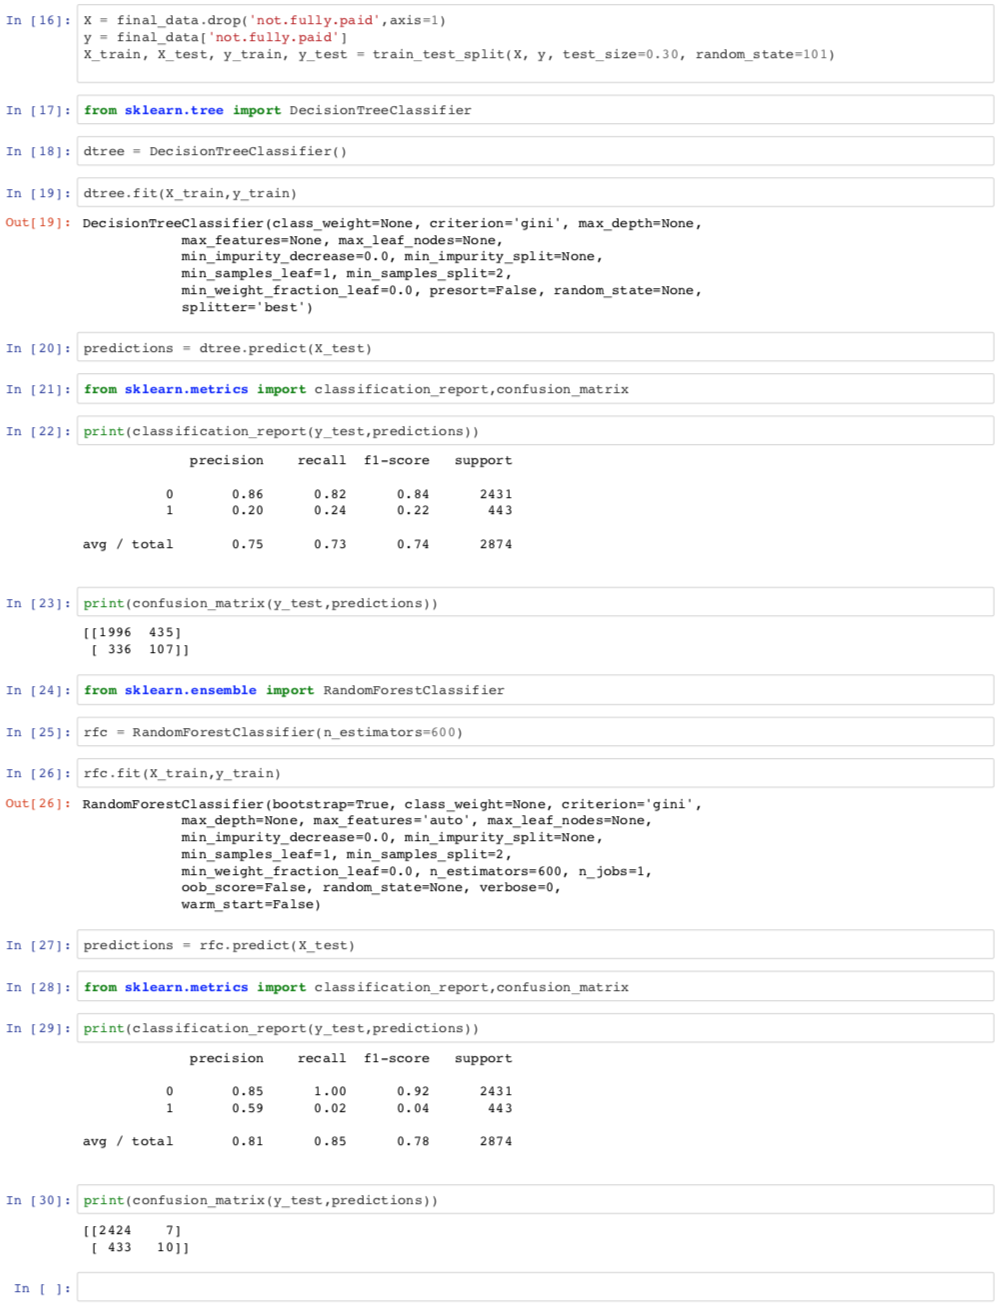 In [16]: X = final_data.drop('not.fully.paid',axis=1)
y = final_data['not.fully.paid']
X_train, X_test, y_train, y_test = train_test_split(X, y, test_size=0.30, random_state=101)
In [17]: from sklearn.tree import DecisionTreeClassifier
In [18]: dtree = DecisionTreeClassifier()
In [19]: dtree.fit(X_train,y_train)
Out[19]: DecisionTreeClassifier(class_weight=None, criterion='gini', max_depth=None,
max_features=None, max_leaf_nodes=None,
min_impurity_decrease=0.0, min_impurity_split=None,
min_samples_leaf=1, min_samples_split=2,
min_weight_fraction_leaf=0.0, presort=False, random_state=None,
splitter='best')
In [20]: predictions = dtree.predict(X_test)
In [21]: from sklearn.metrics import classification_report,confusion_matrix
In [22]: print(classification_report(y_test,predictions))
precision recall f1-score support
0 0.86 0.82 0.84 2431
1 0.20 0.24 0.22 443
avg / total 0.75 0.73 0.74 2874
In [23]: print(confusion_matrix(y_test,predictions))
[[1996 435]
[ 336 107]]
In [24]: from sklearn.ensemble import RandomForestClassifier
In [25]: rfc = RandomForestClassifier(n_estimators=600)
In [26]: rfc.fit(X_train,y_train)
Out[26]: RandomForestClassifier(bootstrap=True, class_weight=None, criterion='gini',
max_depth=None, max_features='auto', max_leaf_nodes=None,
min_impurity_decrease=0.0, min_impurity_split=None,
min_samples_leaf=1, min_samples_split=2,
min_weight_fraction_leaf=0.0, n_estimators=600, n_jobs=1,
oob_score=False, random_state=None, verbose=0,
warm_start=False)
In [27]: predictions = rfc.predict(X_test)
In [28]: from sklearn.metrics import classification_report,confusion_matrix
In [29]: print(classification_report(y_test,predictions))
precision recall f1-score support
0 0.85 1.00 0.92 2431
1 0.59 0.02 0.04 443
avg / total 0.81 0.85 0.78 2874
In [30]: print(confusion_matrix(y_test,predictions))
[[2424 7]
[ 433 10]]
In [ ]: